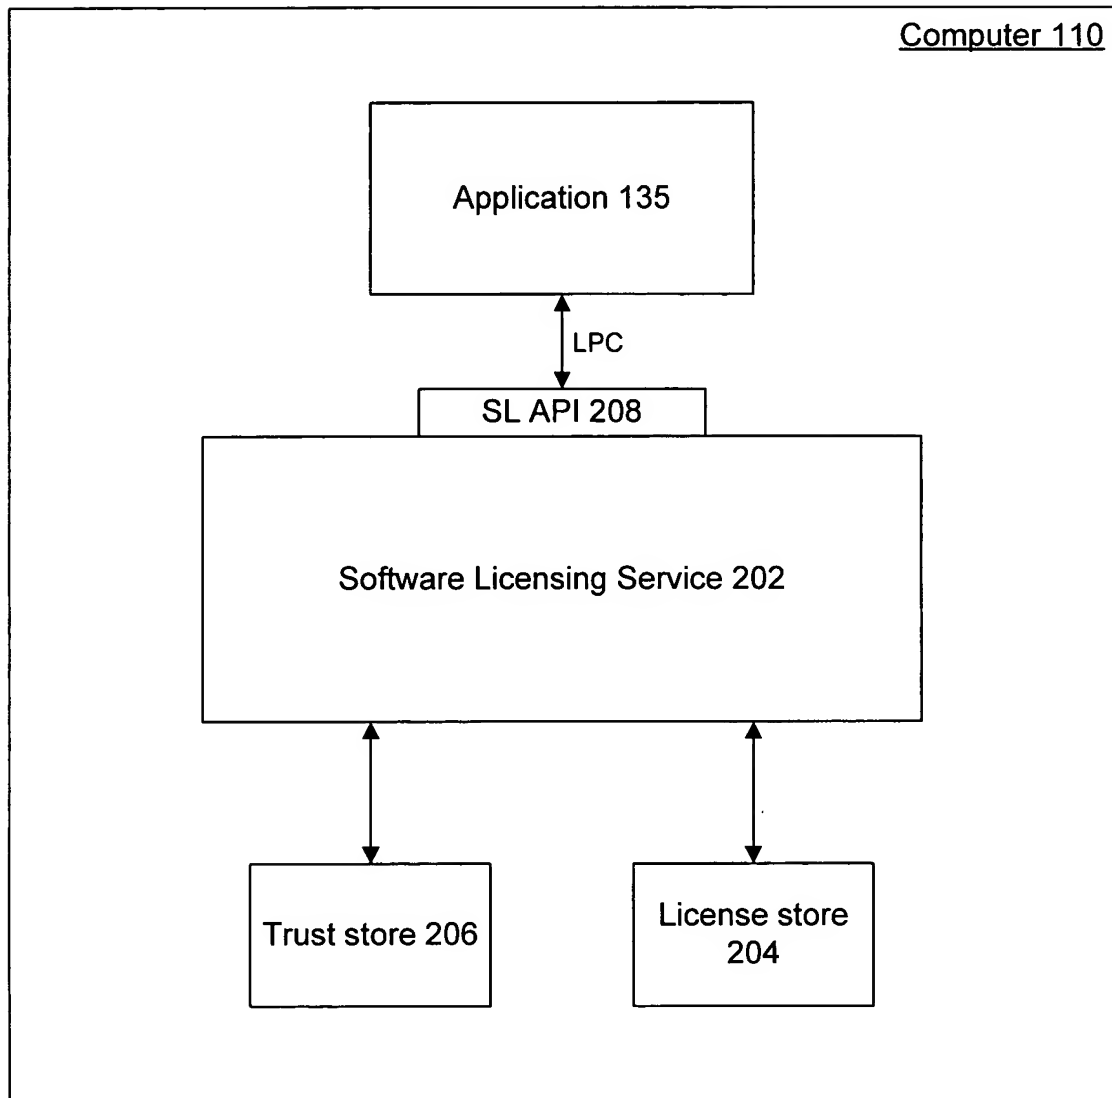 Computer 110
Application 135
LPC
SL API 208
Software Licensing Service 202
Trust store 206
License store
204